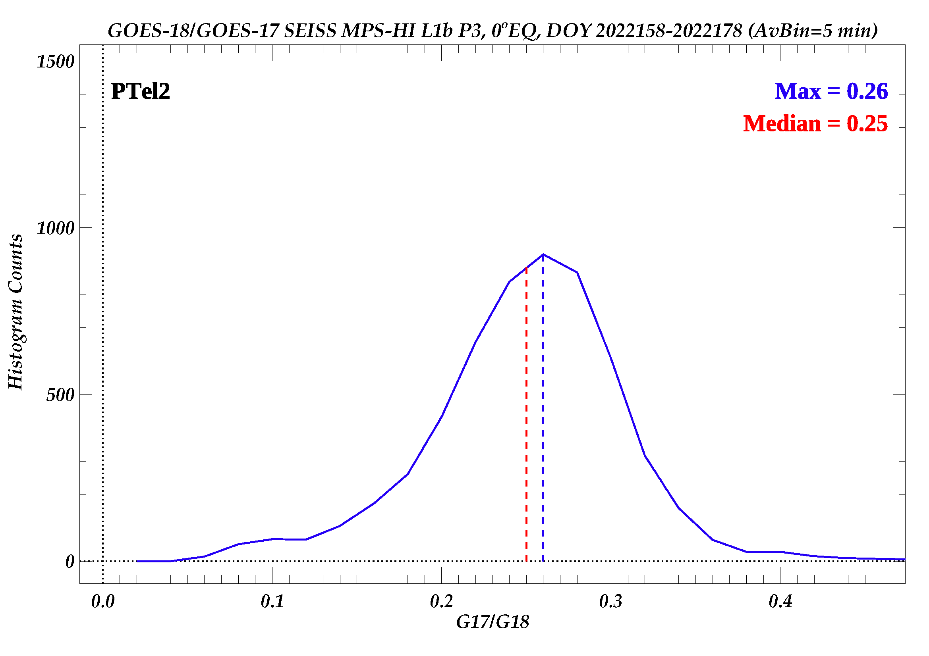 GOES-18/GOES-17 SEISS MPS-HI L1b P3, 0°EQ, DOY 2022158-2022178 (AvBin=5 min)
1500
PTel2
Max = 0.26
Median = 0.25
1000
Histogram Counts
500
0
0.0 0.1 0.2 0.3 0.4
G17/G18